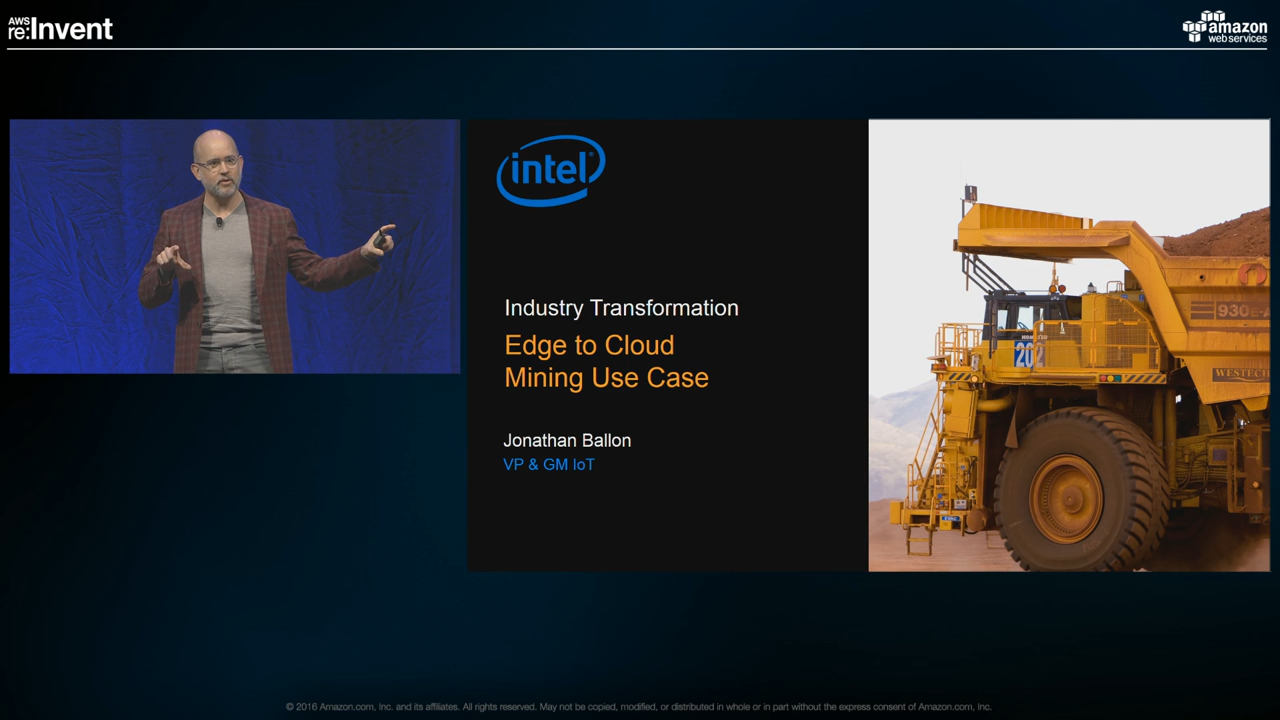 AWS
re:Invent
amazon
web services
intel®
Industry Transformation
Edge to Cloud
Mining Use Case
Jonathan Ballon
VP & GM IoT
930E-
KOMATSU
202
WESTECH
© 2016 Amazon.com, Inc. and its affiliates. All rights reserved. May not be copied, modified, or distributed in whole or in part without the express consent of Amazon.com, Inc.